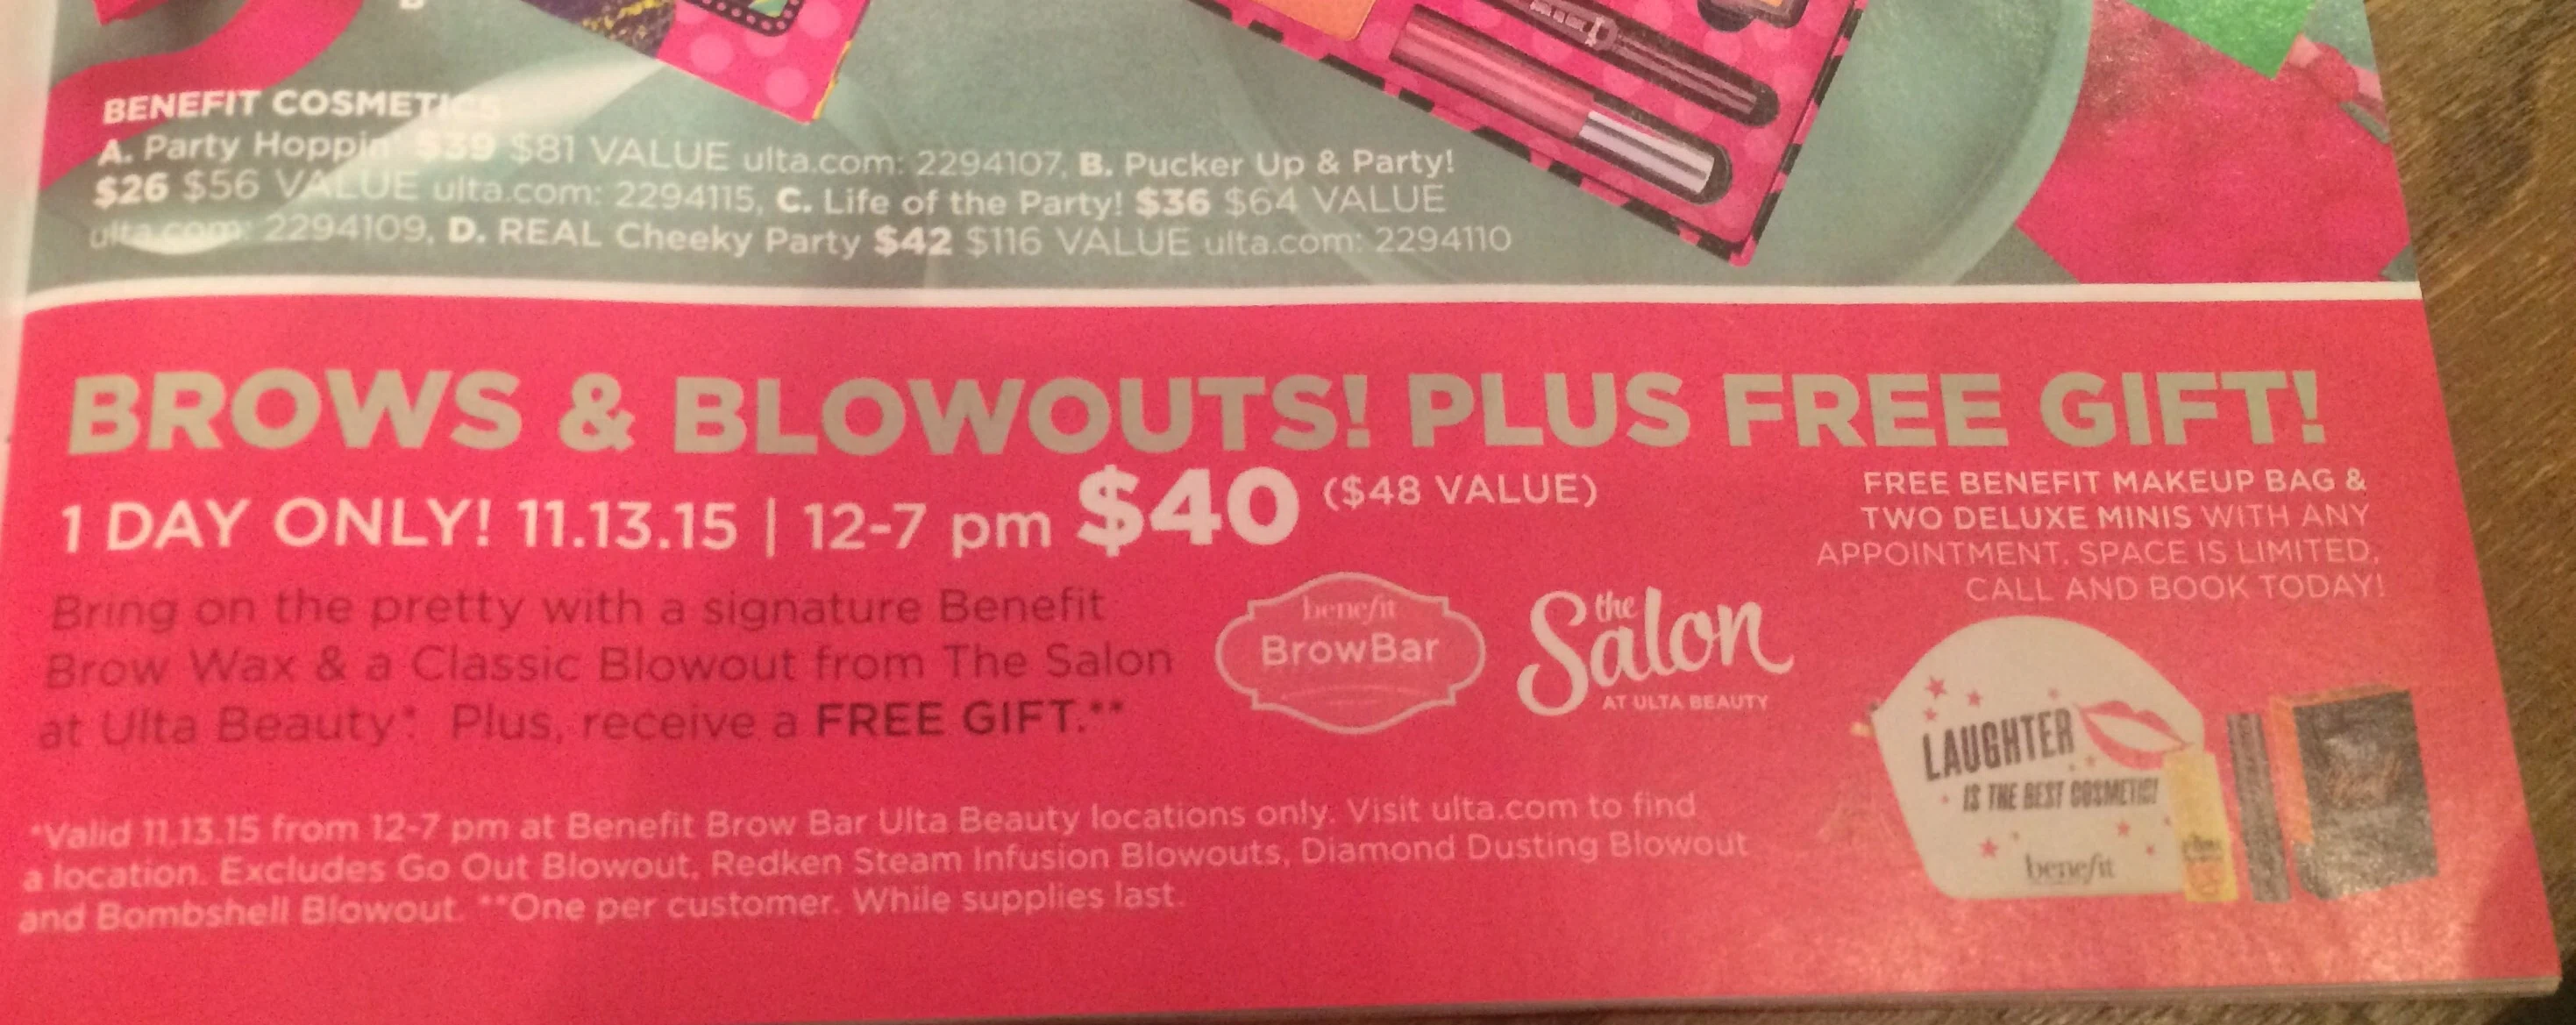 B
BENEFIT COSMETICS
A. Party Hoppin' $39 $81 VALUE ulta.com: 2294107, B. Pucker Up & Party!
$26 $56 VALUE ulta.com: 2294115, C. Life of the Party! $36 $64 VALUE
ulta.com: 2294109, D. REAL Cheeky Party $42 $116 VALUE ulta.com: 2294110
BROWS & BLOWOUTS! PLUS FREE GIFT!
1 DAY ONLY! 11.13.15 | 12-7 pm $40 ($48 VALUE)
FREE BENEFIT MAKEUP BAG &
TWO DELUXE MINIS WITH ANY
APPOINTMENT. SPACE IS LIMITED,
CALL AND BOOK TODAY!
Bring on the pretty with a signature Benefit
Brow Wax & a Classic Blowout from The Salon
at Ulta Beauty*. Plus, receive a FREE GIFT.**
benefit
BrowBar
the
Salon
AT ULTA BEAUTY
LAUGHTER
IS THE BEST COSMETIC!
benefit
*Valid 11.13.15 from 12-7 pm at Benefit Brow Bar Ulta Beauty locations only. Visit ulta.com to find
a location. Excludes Go Out Blowout, Redken Steam Infusion Blowouts, Diamond Dusting Blowout
and Bombshell Blowout. **One per customer. While supplies last.